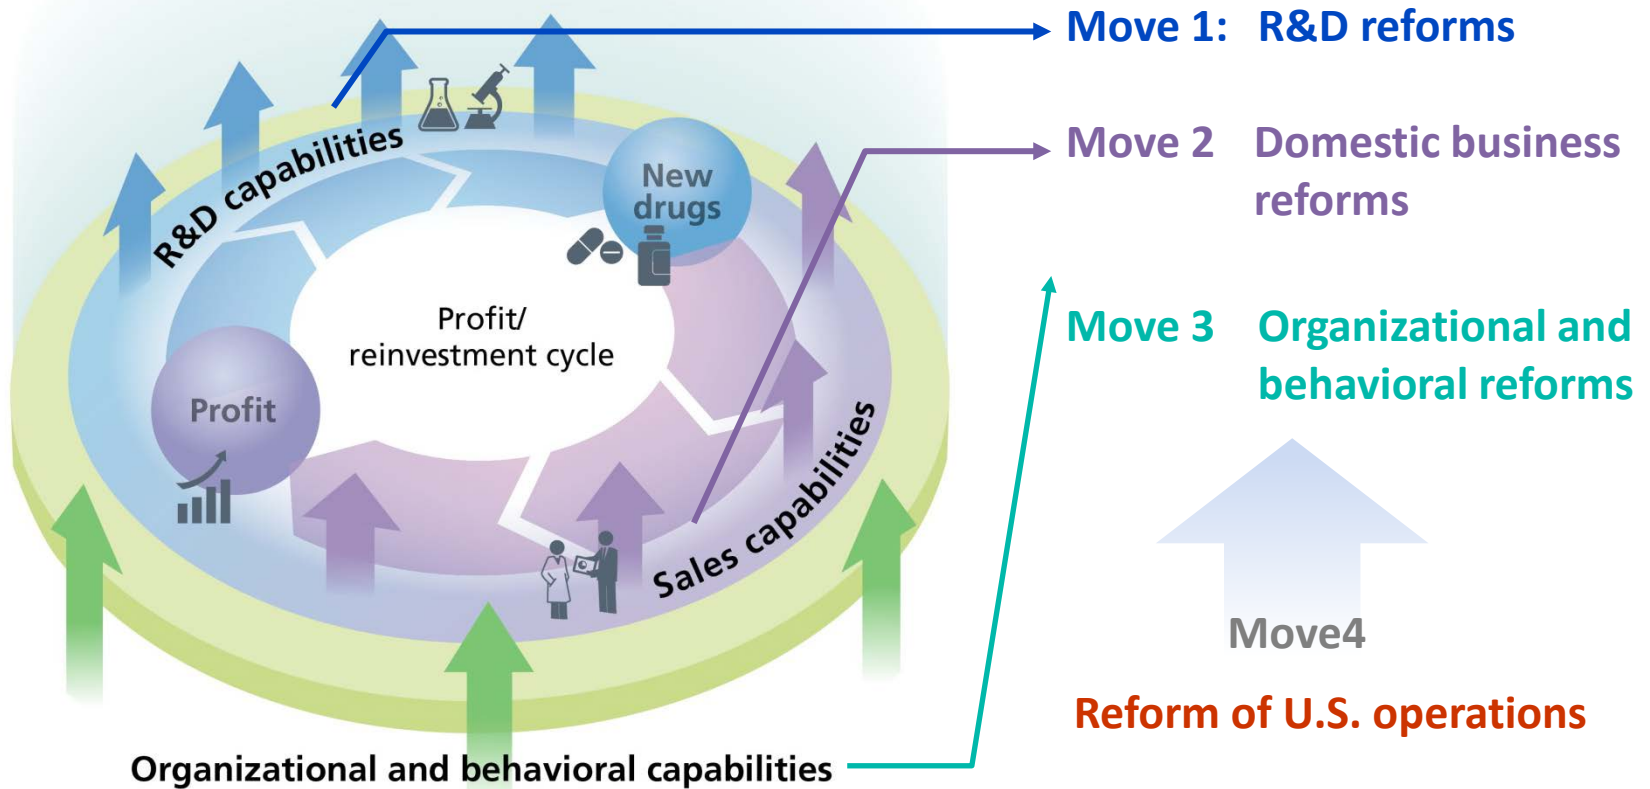 R&D capabilities
New
drugs
Profit/
reinvestment cycle
Profit
Sales capabilities
Organizational and behavioral capabilities
Move 1: R&D reforms
Move 2 Domestic business
reforms
Move 3 Organizational and
behavioral reforms
Move4
Reform of U.S. operations